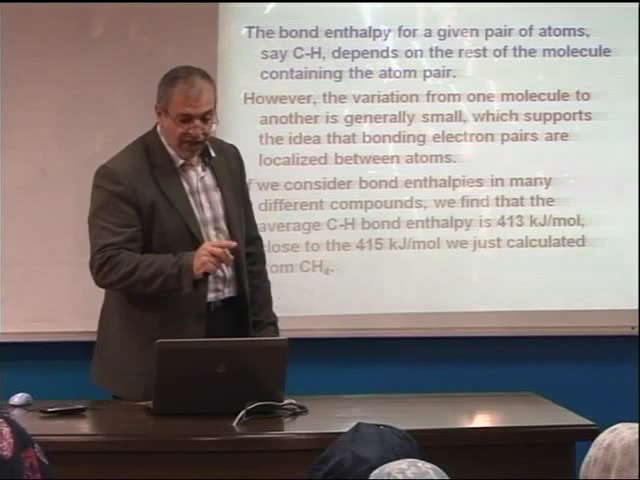 The bond enthalpy for a given pair of atoms,
say C-H, depends on the rest of the molecule
containing the atom pair.
However, the variation from one molecule to
another is generally small, which supports
the idea that bonding electron pairs are
localized between atoms.
f we consider bond enthalpies in many
different compounds, we find that the
average C-H bond enthalpy is 413 kJ/mol,
lose to the 415 kJ/mol we just calculated
om CH₄.